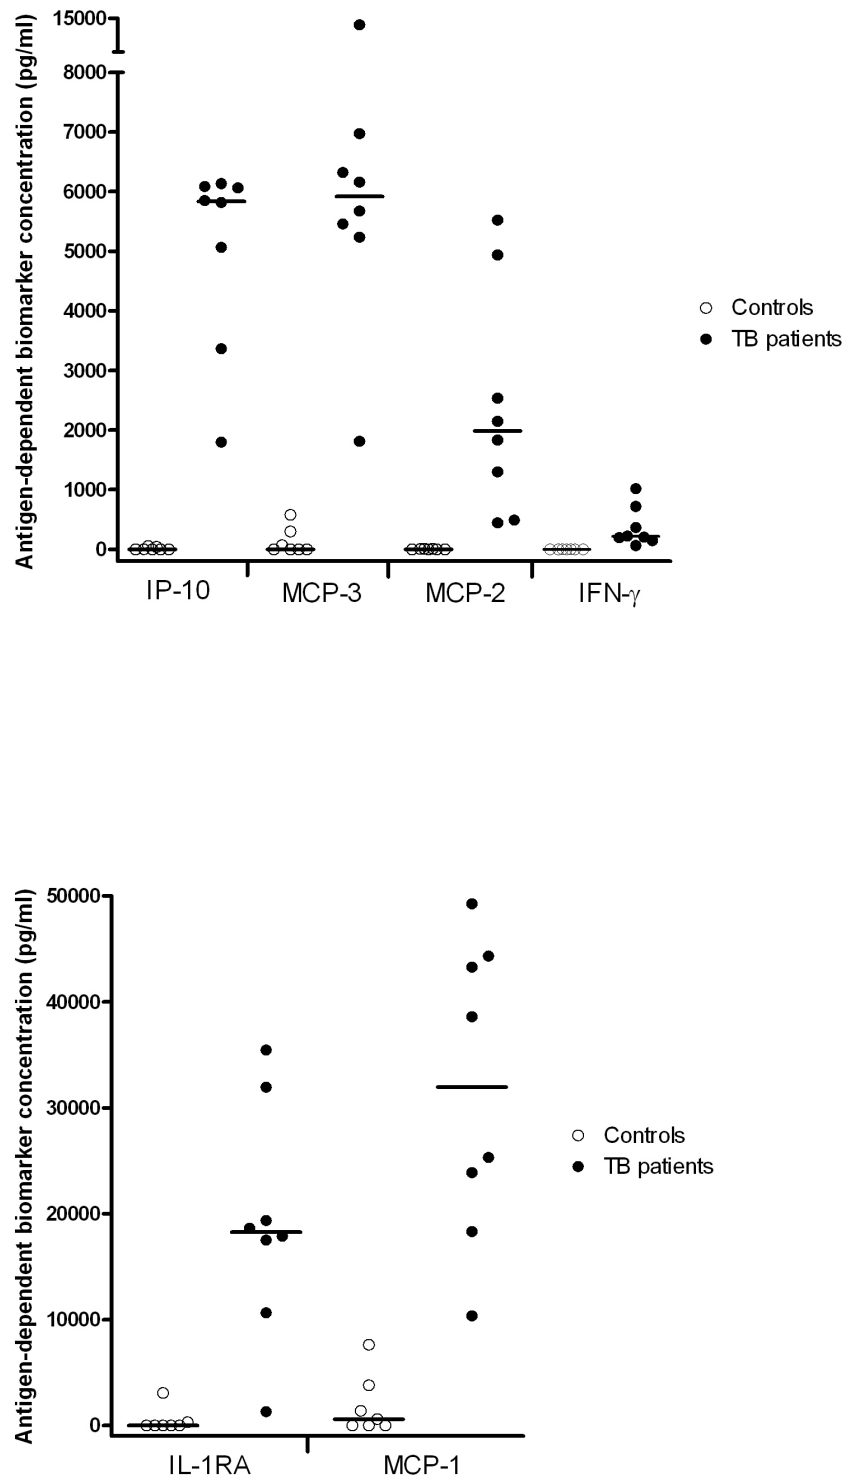 Antigen-dependent biomarker concentration (pg/ml)
15000
8000
7000
6000
5000
4000
3000
2000
1000
0
IP-10
MCP-3
MCP-2
IFN-γ
Controls
TB patients
Antigen-dependent biomarker concentration (pg/ml)
50000
40000
30000
20000
10000
0
IL-1RA
MCP-1
Controls
TB patients